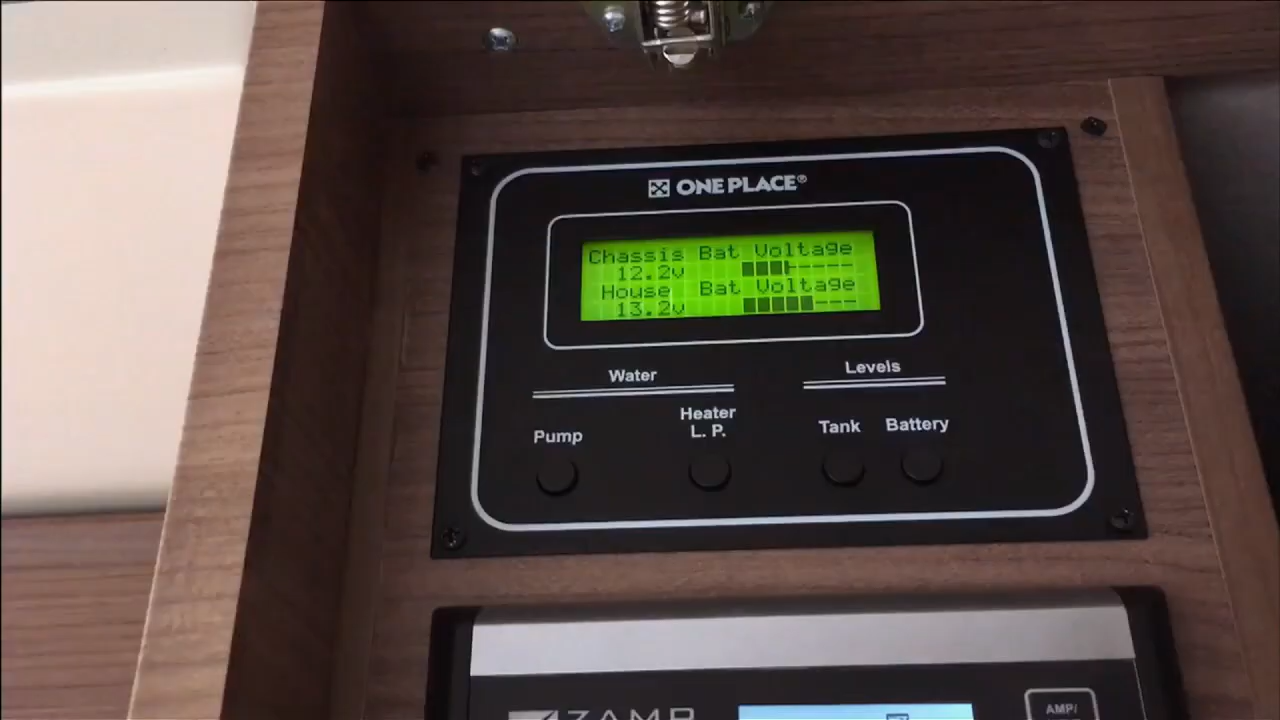 ONE PLACE®
Chassis Bat Voltage
12.2v
House Bat Voltage
13.2v
Water
Levels
Heater
L. P.
Pump
Tank
Battery
ZAMP
AMP/